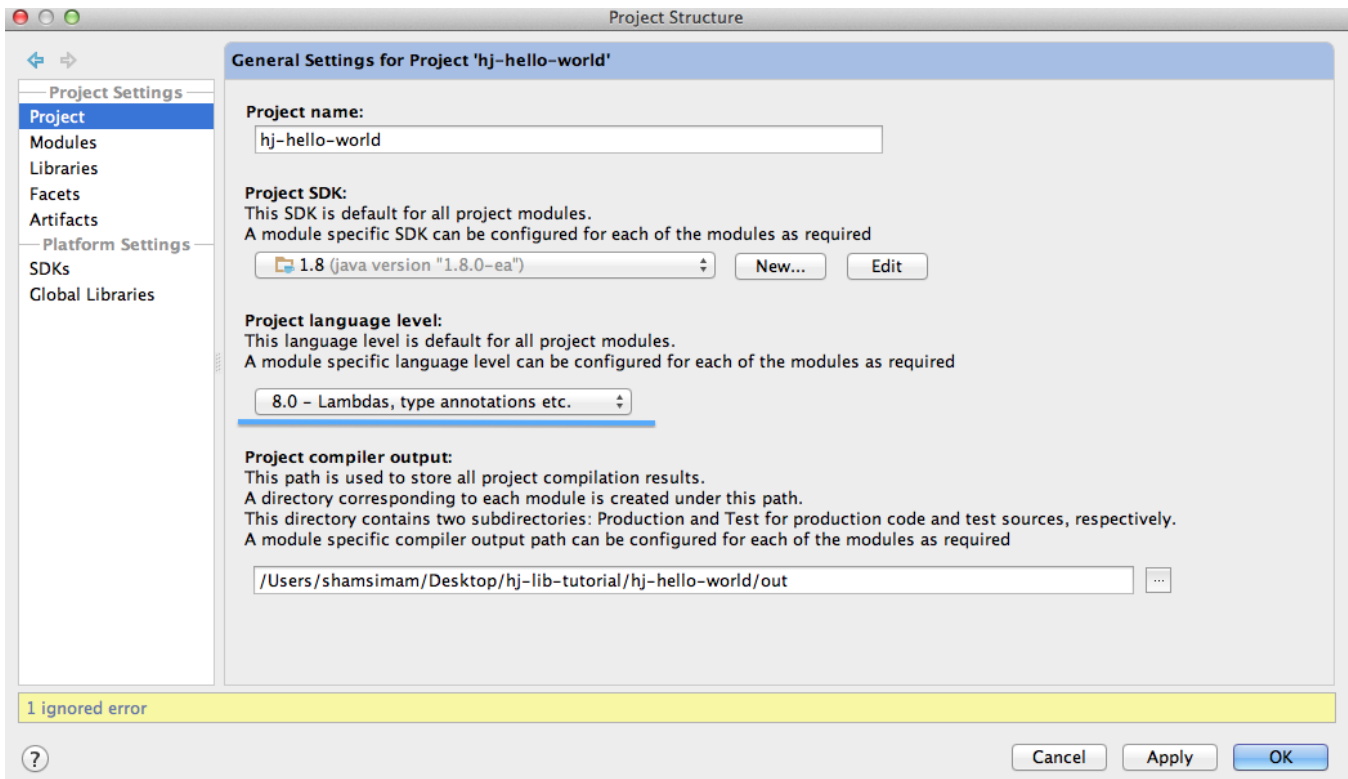 Project Structure
General Settings for Project 'hj-hello-world'
Project Settings
Project
Modules
Libraries
Facets
Artifacts
Platform Settings
SDKs
Global Libraries
Project name:
hj-hello-world
Project SDK:
This SDK is default for all project modules.
A module specific SDK can be configured for each of the modules as required
1.8 (java version "1.8.0-ea")
New...
Edit
Project language level:
This language level is default for all project modules.
A module specific language level can be configured for each of the modules as required
8.0 – Lambdas, type annotations etc.
Project compiler output:
This path is used to store all project compilation results.
A directory corresponding to each module is created under this path.
This directory contains two subdirectories: Production and Test for production code and test sources, respectively.
A module specific compiler output path can be configured for each of the modules as required
/Users/shamsimam/Desktop/hj-lib-tutorial/hj-hello-world/out
...
1 ignored error
?
Cancel
Apply
OK